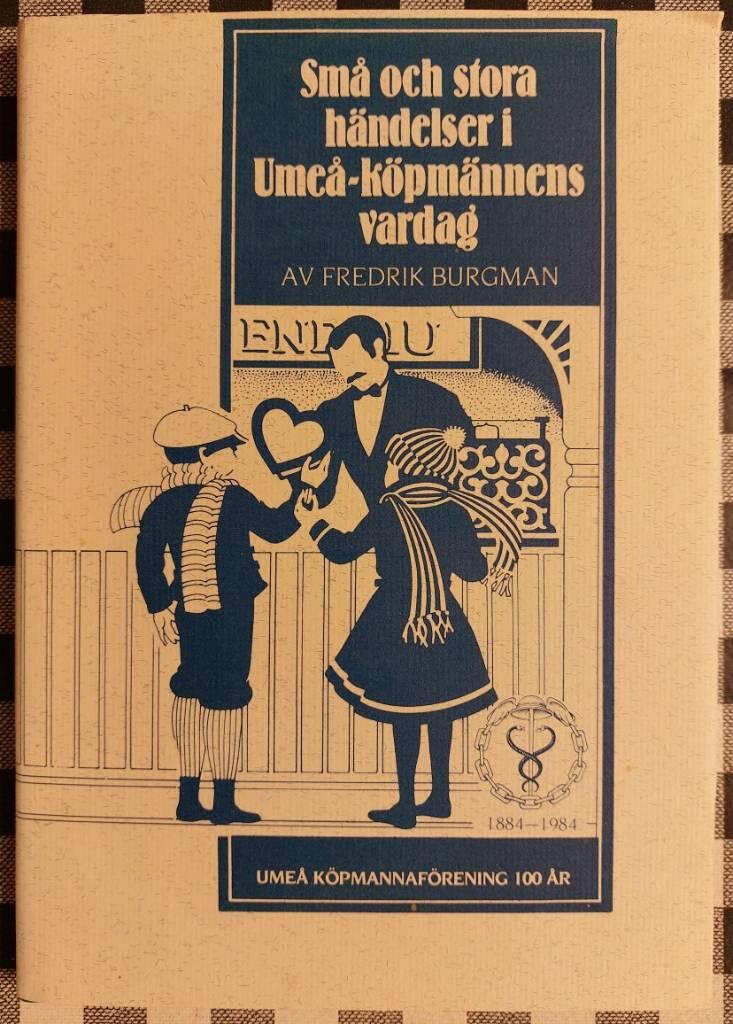 Små och stora
händelser i
Umeå-köpmännens
vardag
AV FREDRIK BURGMAN
1884–1984
UMEÅ KÖPMANNAFÖRENING 100 ÅR